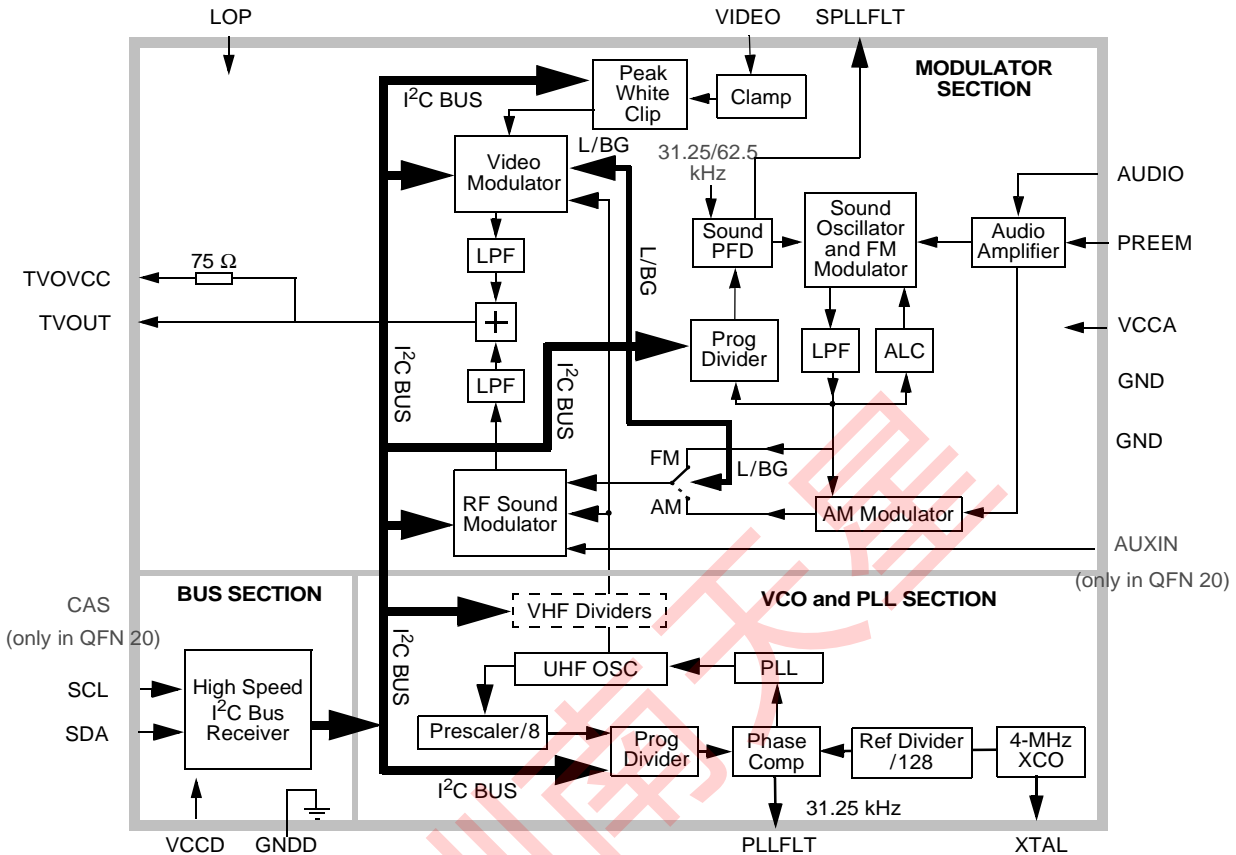 LOP
VIDEO
SPLLFLT
MODULATOR
SECTION
Peak
White
Clip
Clamp
I²C BUS
L/BG
31.25/62.5
kHz
Video
Modulator
AUDIO
Sound
PFD
Sound
Oscillator
and FM
Modulator
Audio
Amplifier
PREEM
LPF
L/BG
75 Ω
TVOVCC
TVOUT
+
VCCA
Prog
Divider
LPF
ALC
I²C BUS
I²C BUS
LPF
GND
GND
FM
L/BG
AM
RF Sound
Modulator
AM Modulator
AUXIN
(only in QFN 20)
BUS SECTION
VCO and PLL SECTION
CAS
(only in QFN 20)
VHF Dividers
I²C BUS
UHF OSC
PLL
SCL
SDA
High Speed
I²C Bus
Receiver
Prescaler/8
Prog
Divider
Phase
Comp
Ref Divider
/128
4-MHz
XCO
I²C BUS
31.25 kHz
VCCD
GNDD
PLLFLT
XTAL
圳南天星